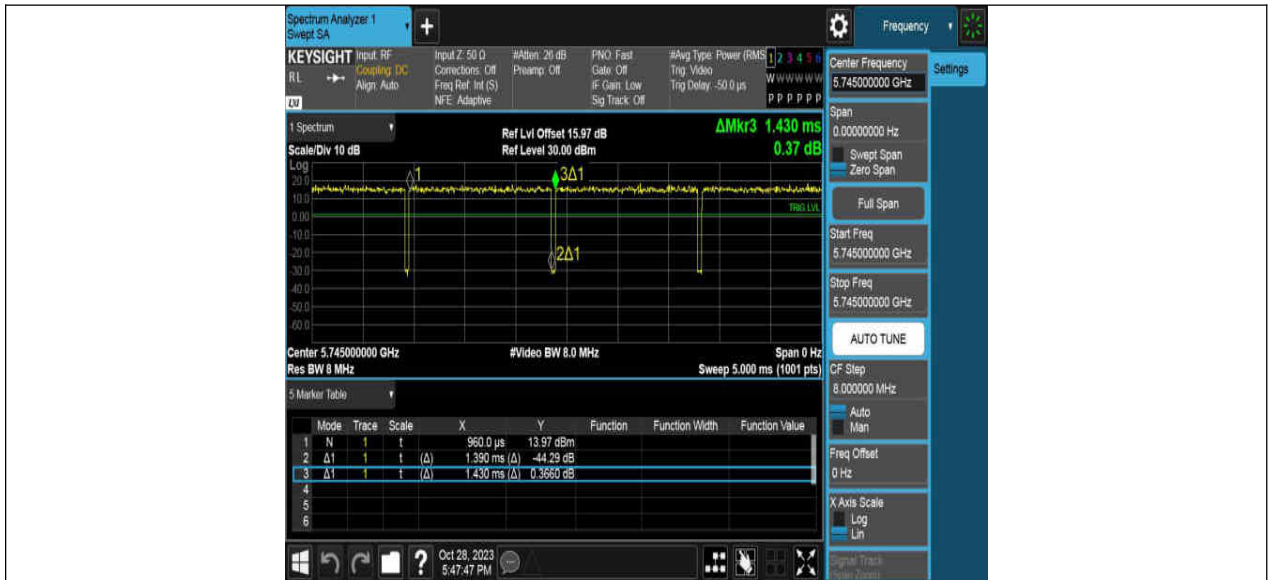 Spectrum Analyzer 1
Swept SA
+
Frequency
KEYSIGHT
RL
Input: RF
Coupling: DC
Align: Auto
Input Z: 50 Ω
Corrections: Off
Freq Ref: Int (S)
NFE: Adaptive
#Atten: 26 dB
Preamp: Off
PNO: Fast
Gate: Off
IF Gain: Low
Sig Track: Off
#Avg Type: Power (RMS
Trig: Video
Trig Delay: -50.0 µs
1 2 3 4 5 6
W W W W W W
P P P P P P
Center Frequency
5.745000000 GHz
Settings
Span
0.00000000 Hz
Swept Span
Zero Span
Full Span
Start Freq
5.745000000 GHz
Stop Freq
5.745000000 GHz
AUTO TUNE
CF Step
8.000000 MHz
Auto
Man
Freq Offset
0 Hz
X Axis Scale
Log
Lin
Signal Track
(Span Zoom)
1 Spectrum
Scale/Div 10 dB
Ref Lvl Offset 15.97 dB
Ref Level 30.00 dBm
ΔMkr3 1.430 ms
0.37 dB
Log
20.0
10.0
0.00
-10.0
-20.0
-30.0
-40.0
-50.0
-60.0
1
3Δ1
2Δ1
TRIG LVL
Center 5.745000000 GHz
#Video BW 8.0 MHz
Span 0 Hz
Res BW 8 MHz
Sweep 5.000 ms (1001 pts)
5 Marker Table
Mode Trace Scale X Y Function Function Width Function Value
1 N 1 t 960.0 µs 13.97 dBm
2 Δ1 1 t (Δ) 1.390 ms (Δ) -44.29 dB
3 Δ1 1 t (Δ) 1.430 ms (Δ) 0.3660 dB
4
5
6
?
Oct 28, 2023
5:47:47 PM